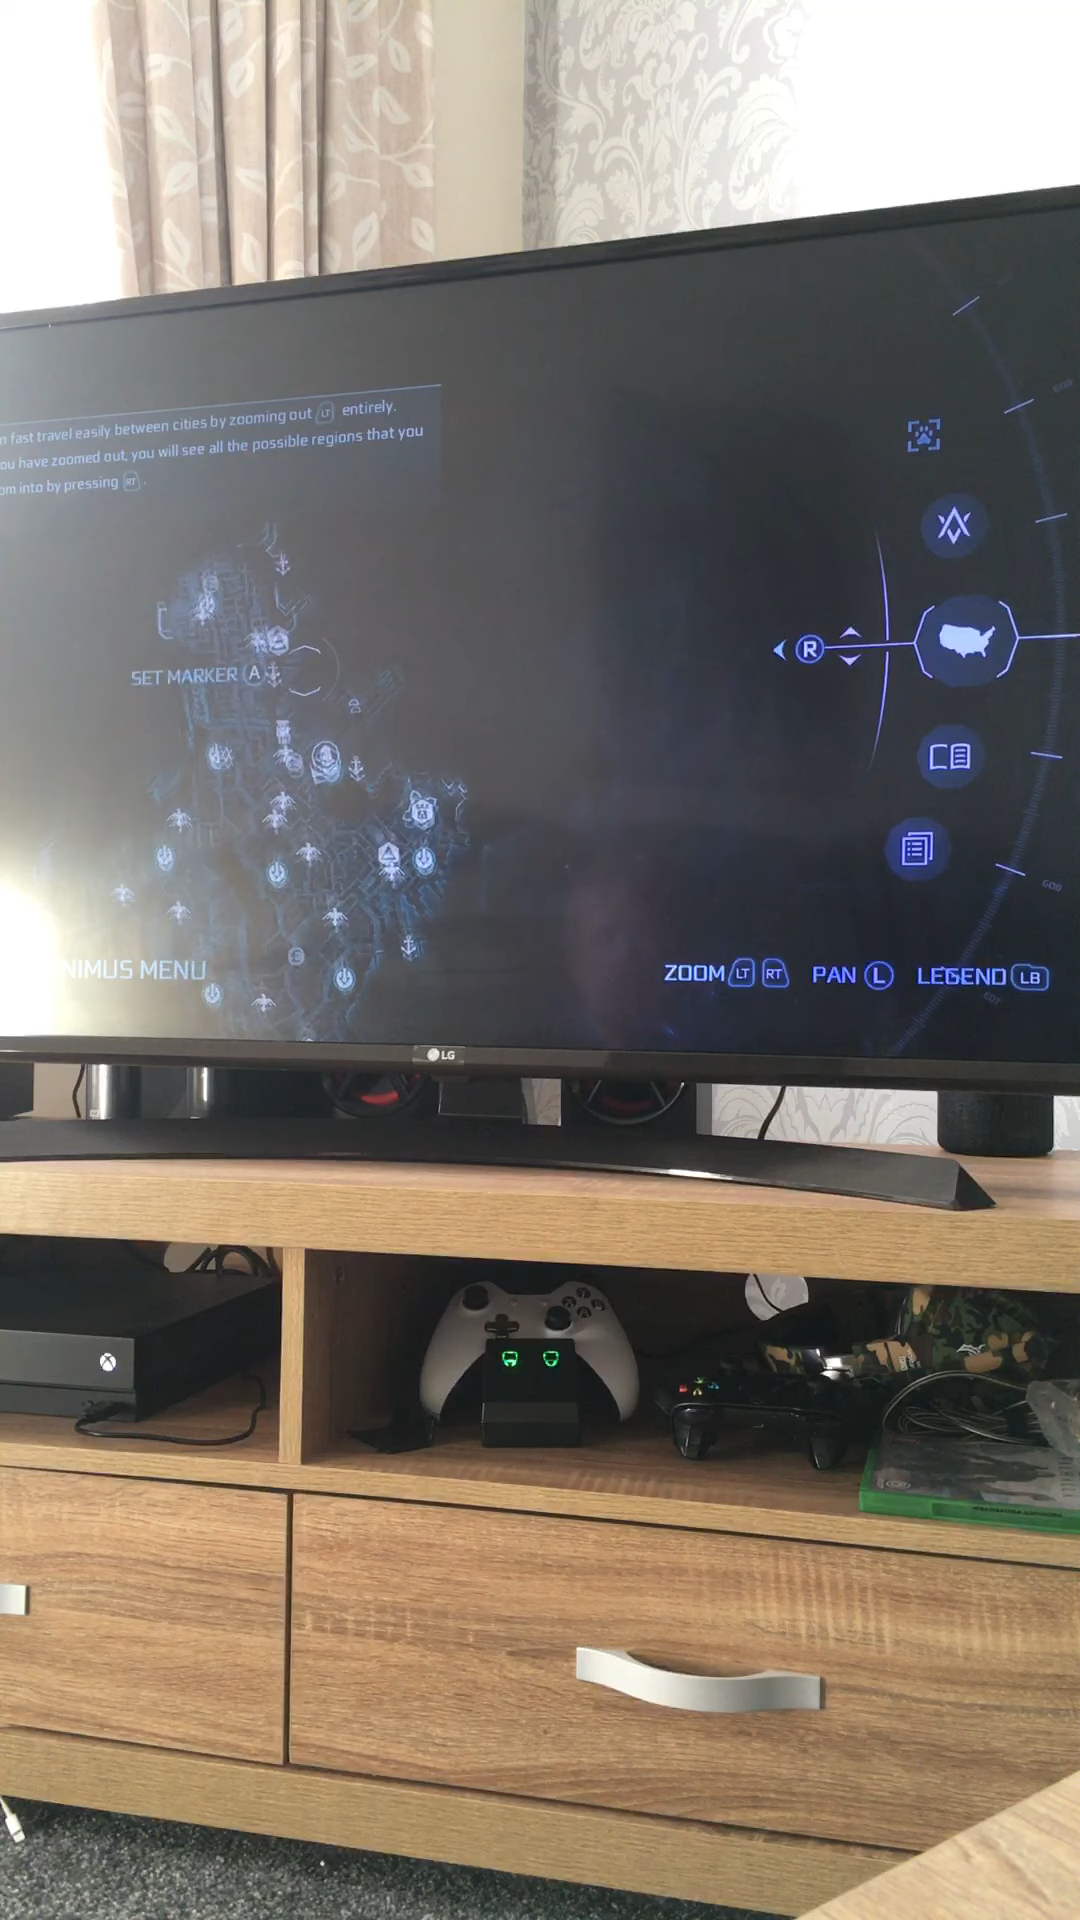 fast travel easily between cities by zooming out LT entirely.
ou have zoomed out, you will see all the possible regions that you
om into by pressing RT.
SET MARKER A
R
NIMUS MENU
ZOOM LT RT PAN L LEGEND LB
LG